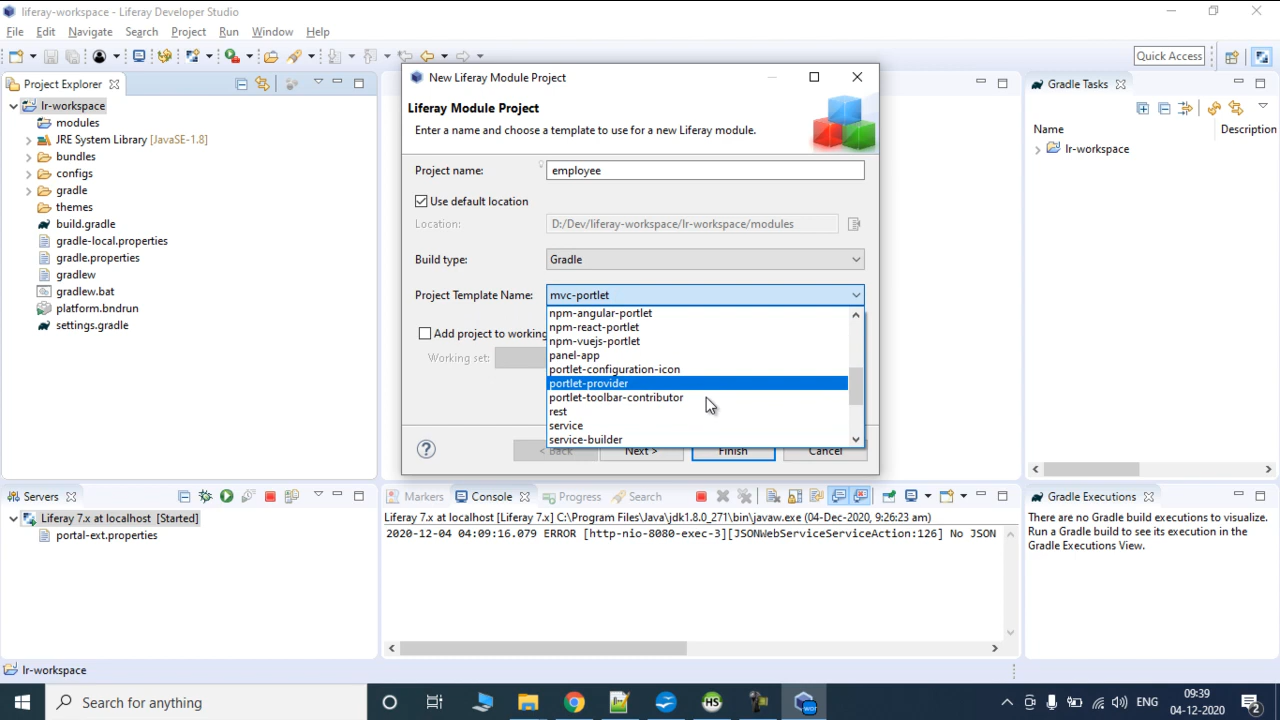 liferay-workspace - Liferay Developer Studio
File Edit Navigate Search Project Run Window Help
Quick Access
Project Explorer
lr-workspace
modules
JRE System Library [JavaSE-1.8]
bundles
configs
gradle
themes
build.gradle
gradle-local.properties
gradle.properties
gradlew
gradlew.bat
platform.bndrun
settings.gradle
New Liferay Module Project
Liferay Module Project
Enter a name and choose a template to use for a new Liferay module.
Project name: employee
Use default location
Location: D:/Dev/liferay-workspace/lr-workspace/modules
Build type: Gradle
Project Template Name: mvc-portlet
npm-angular-portlet
npm-react-portlet
npm-vuejs-portlet
panel-app
portlet-configuration-icon
portlet-provider
portlet-toolbar-contributor
rest
service
service-builder
Add project to working
Working set:
< Back Next > Finish Cancel
Gradle Tasks
Name Description
lr-workspace
Servers
Liferay 7.x at localhost [Started]
portal-ext.properties
Markers Console Progress Search
Liferay 7.x at localhost [Liferay 7.x] C:\Program Files\Java\jdk1.8.0_271\bin\javaw.exe (04-Dec-2020, 9:26:23 am)
2020-12-04 04:09:16.079 ERROR [http-nio-8080-exec-3][JSONWebServiceServiceAction:126] No JSON
Gradle Executions
There are no Gradle build executions to visualize.
Run a Gradle build to see its execution in the
Gradle Executions View.
lr-workspace
Search for anything
HS
ENG
09:39
04-12-2020
2